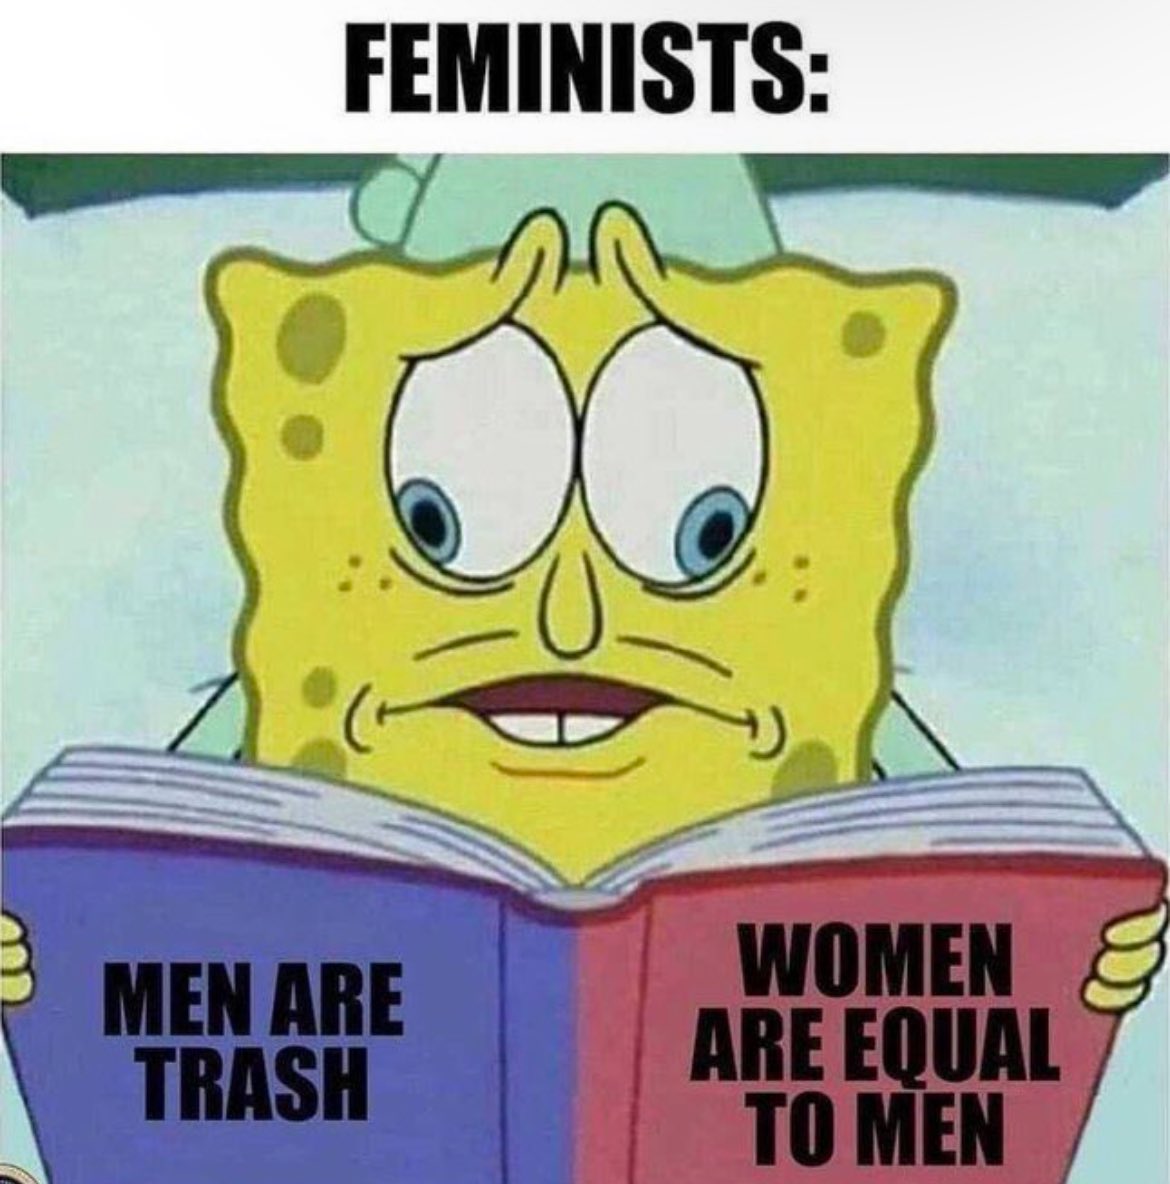 FEMINISTS:
MEN ARE
TRASH
WOMEN
ARE EQUAL
TO MEN